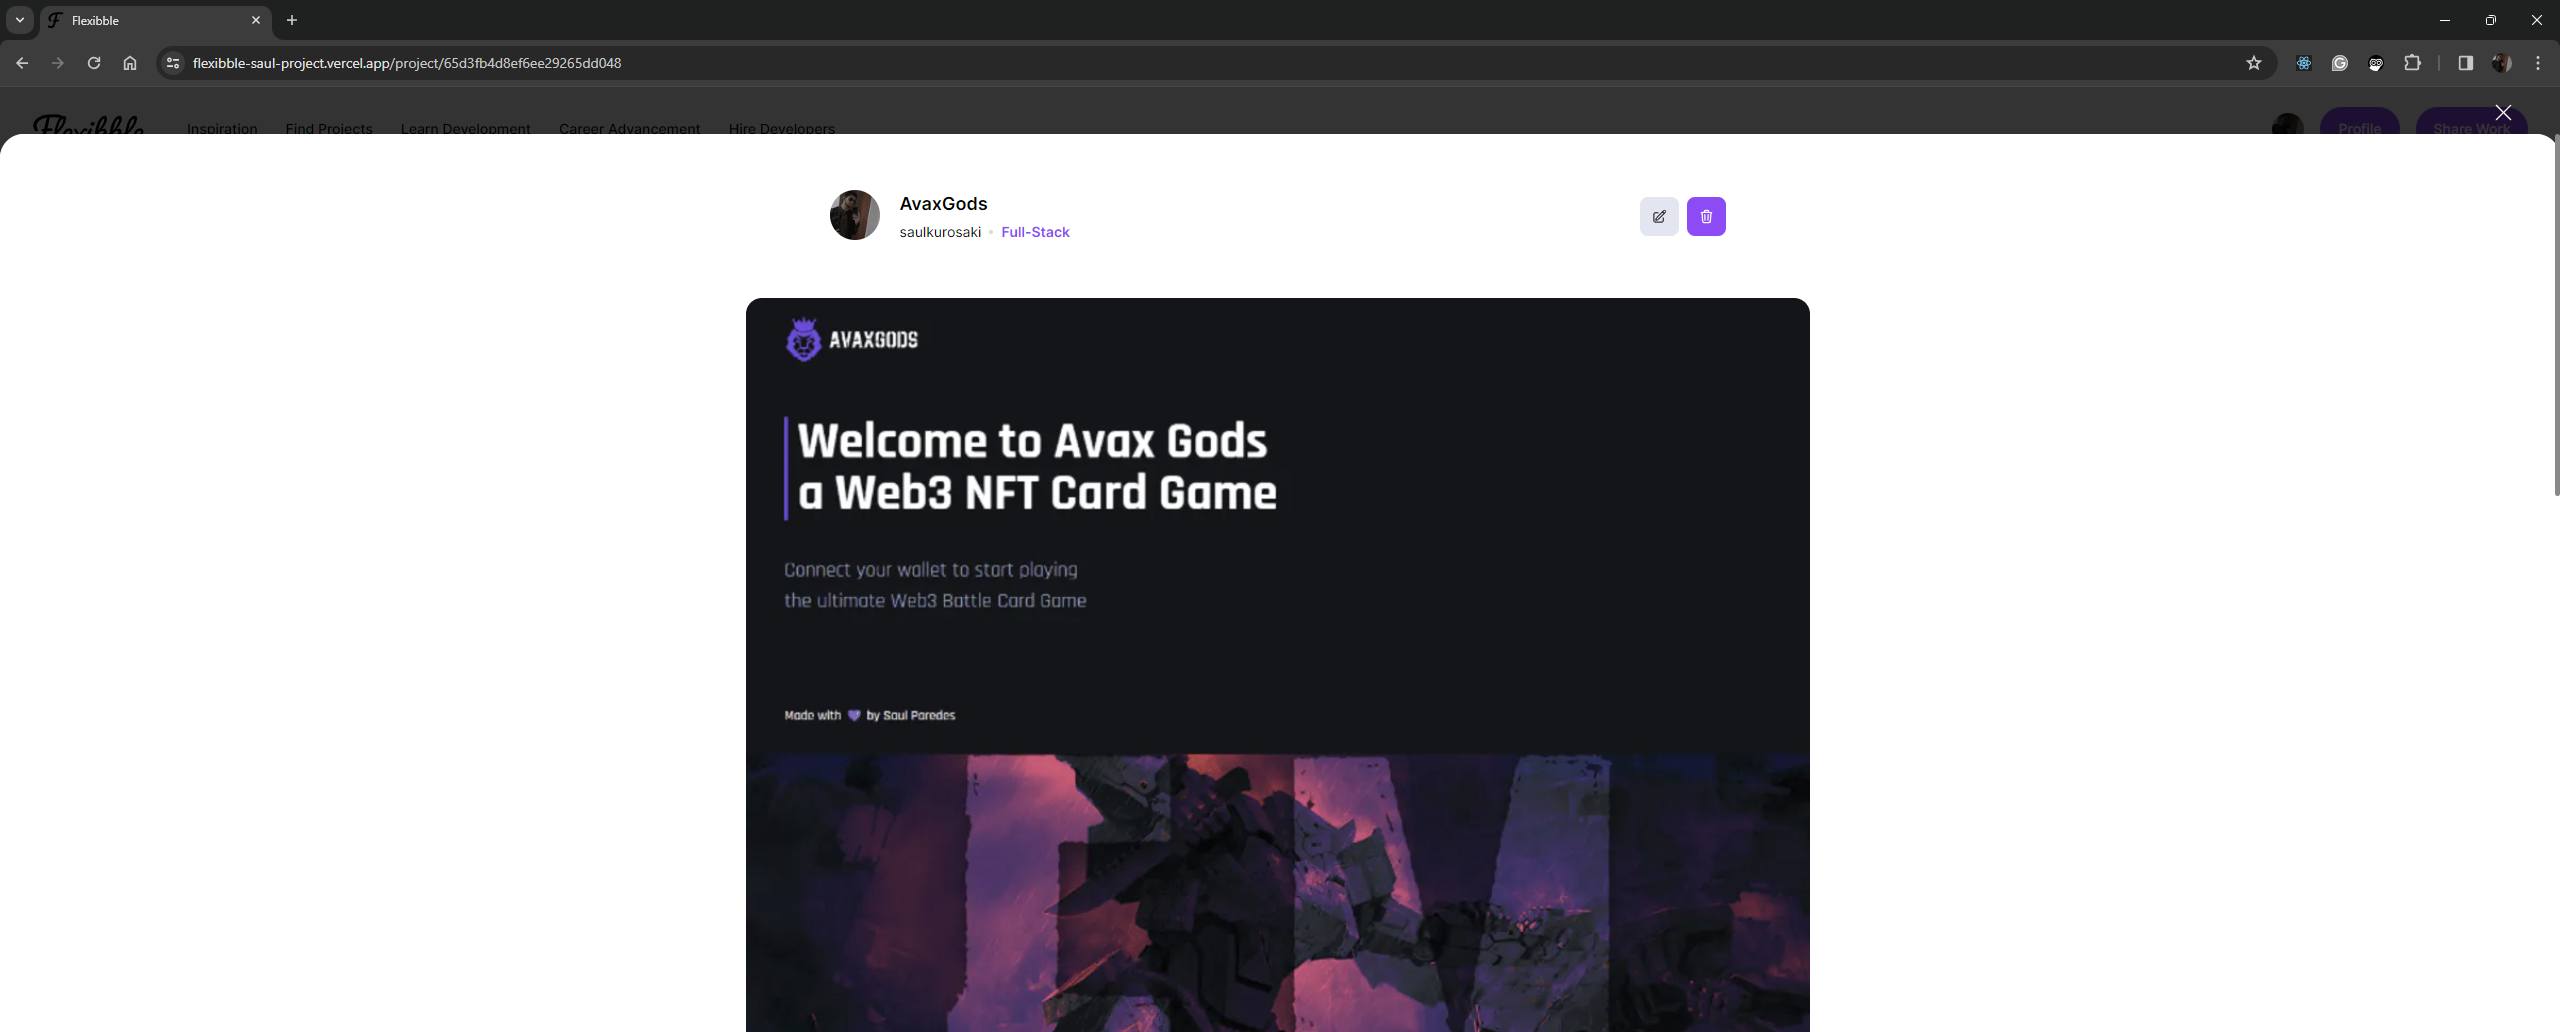 Flexibble
flexibble-saul-project.vercel.app/project/65d3fb4d8ef6ee29265dd048
Flexibble
Inspiration
Find Projects
Learn Development
Career Advancement
Hire Developers
Profile
Share Work
AvaxGods
saulkurosaki
Full-Stack
AVAXGODS
Welcome to Avax Gods
a Web3 NFT Card Game
Connect your wallet to start playing
the ultimate Web3 Battle Card Game
Made with 💜 by Saul Paredes